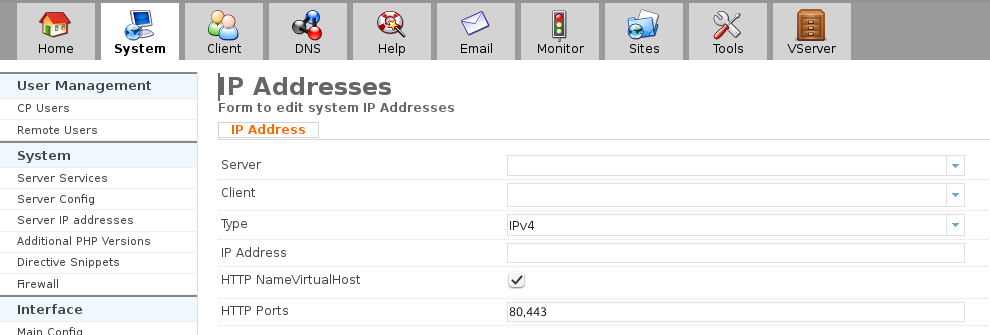 Home System Client DNS Help Email Monitor Sites Tools VServer
User Management
CP Users
Remote Users
System
Server Services
Server Config
Server IP addresses
Additional PHP Versions
Directive Snippets
Firewall
Interface
Main Config
IP Addresses
Form to edit system IP Addresses
IP Address
Server
Client
Type IPv4
IP Address
HTTP NameVirtualHost
HTTP Ports 80,443